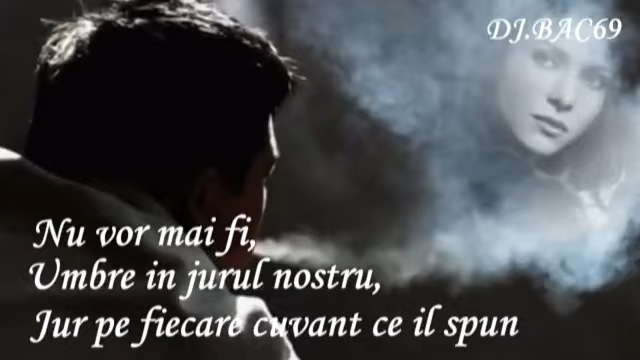 DJ.BAC69
Nu vor mai fi,
Umbre in jurul nostru,
Jur pe fiecare cuvant ce il spun